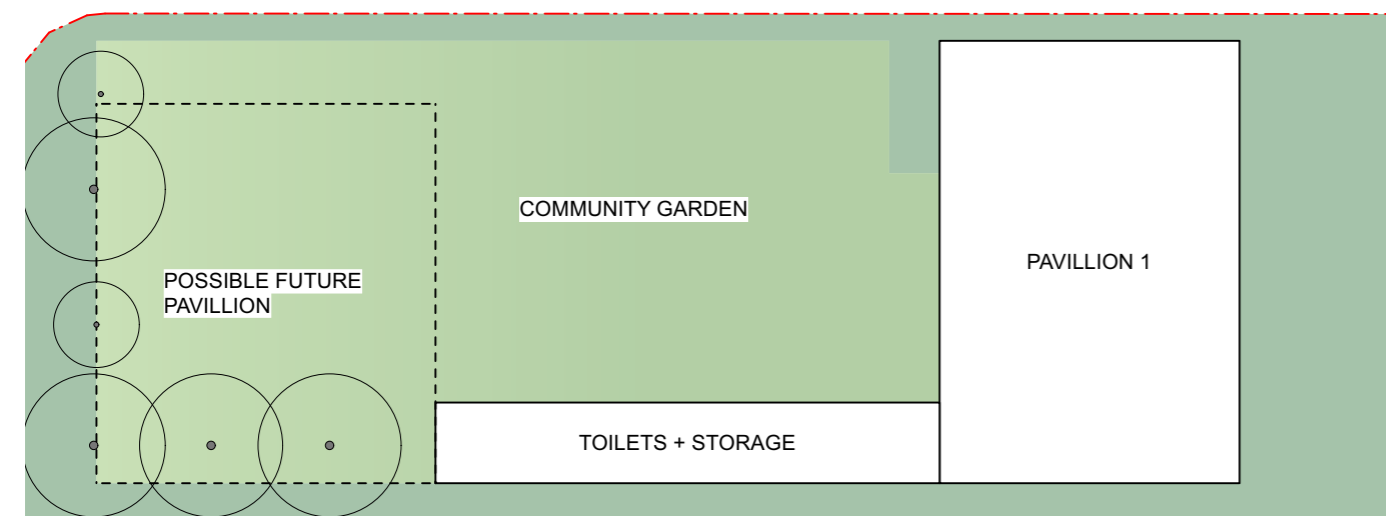 COMMUNITY GARDEN
POSSIBLE FUTURE
PAVILLION
PAVILLION 1
TOILETS + STORAGE